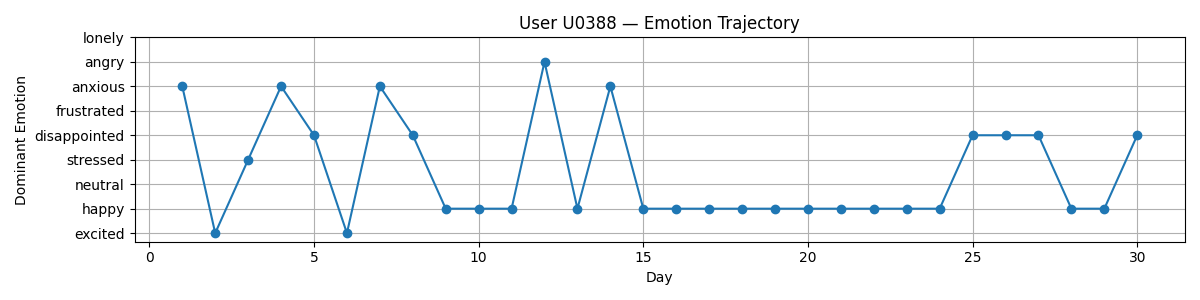 User U0388 — Emotion Trajectory
lonely
angry
anxious
frustrated
disappointed
stressed
neutral
happy
excited
Dominant Emotion
0 5 10 15 20 25 30
Day